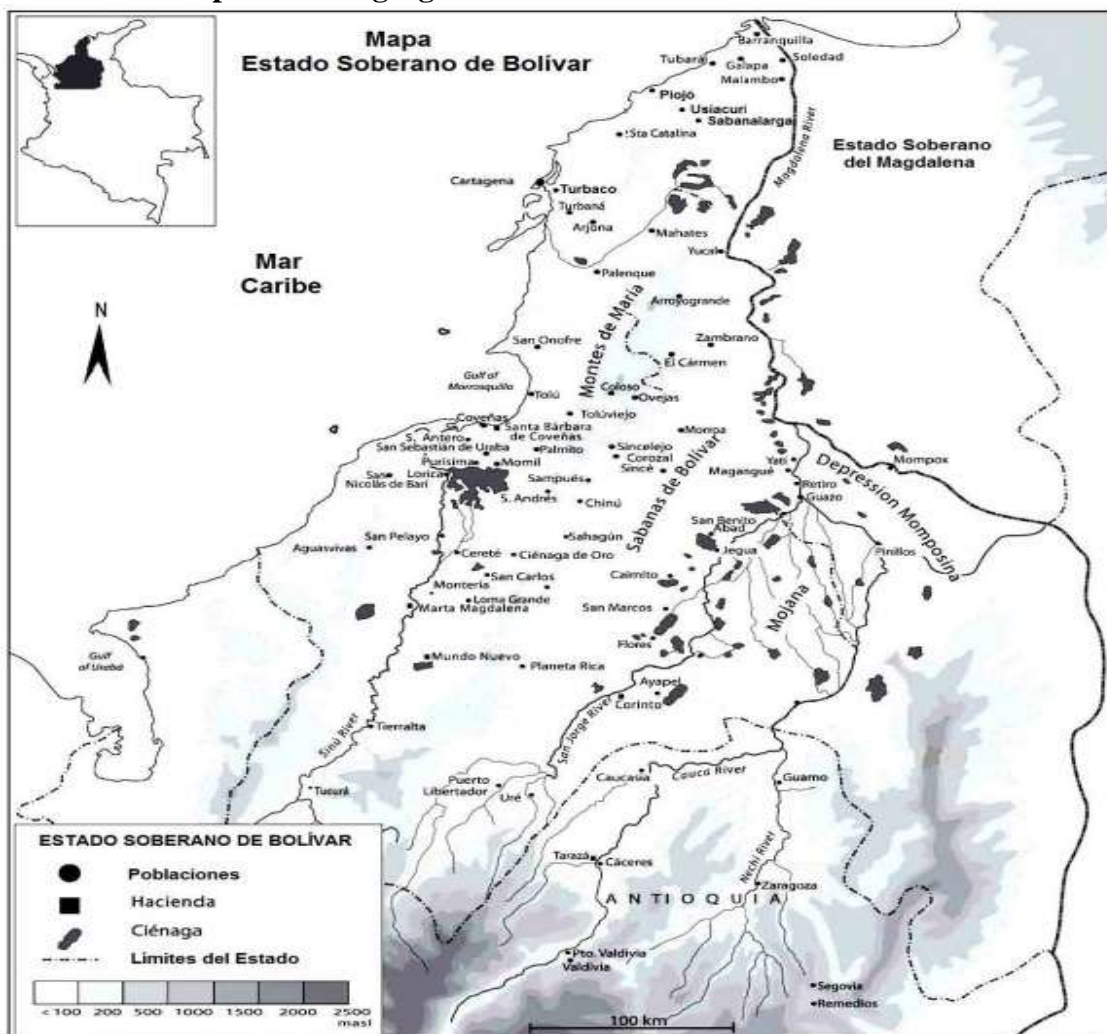 Mapa
Estado Soberano de Bolívar
Barranquilla
Tubará
Galapa
Soledad
Malambo
Piojó
Usiacuri
Sabanalarga
Sta Catalina
Magdalena River
Estado Soberano
del Magdalena
Cartagena
Turbaco
Turbaná
Arjona
Mahates
Yucal
Mar
Caribe
Palenque
N
Arroyogrande
Montes de María
San Onofre
Zambrano
El Cármen
Gulf of
Morrosquillo
Tolú
Coloso
Ovejas
Coveñas
Tolúviejo
S. Antero
Santa Bárbara
de Coveñas
Morroa
San Sebastián de Uraba
Palmito
Sincelejo
Corozal
Purísima
Momil
Sincé
Magangué
Yatí
Mompox
San
Nicolás de Barí
Lorica
Sampués
Retiro
Guazo
Depression Momposina
S. Andrés
Chinú
Sabanas de Bolívar
San Benito
Abad
San Pelayo
Sahagún
Aguasvivas
Cereté
Ciénaga de Oro
Jegua
Pinillos
San Carlos
Caimito
Montería
Loma Grande
Marta Magdalena
San Marcos
Mojana
Gulf
of Urabá
Flores
Mundo Nuevo
Planeta Rica
Ayapel
Corinto
Sinú River
Tierralta
San Jorge River
Caucasia
Cauca River
Guamo
Puerto
Libertador
Uré
Tucurá
ESTADO SOBERANO DE BOLÍVAR
Poblaciones
Hacienda
Ciénaga
Limites del Estado
< 100 200 500 1000 1500 2000 2500
masl
Tarazá
Cáceres
Nechi River
Zaragoza
ANTIOQUIA
Pto. Valdivia
Valdivia
Segovia
Remedios
100 km